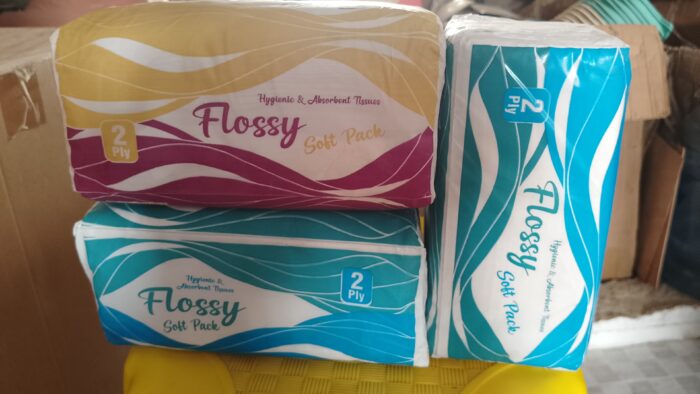 Hygienic & Absorbent Tissues
Flossy
Soft Pack
2
Ply
Hygienic &
Absorbent Tissues
Flossy
Soft Pack
2
Ply
2
Ply
Hygienic & Absorbent Tissues
Flossy
Soft Pack